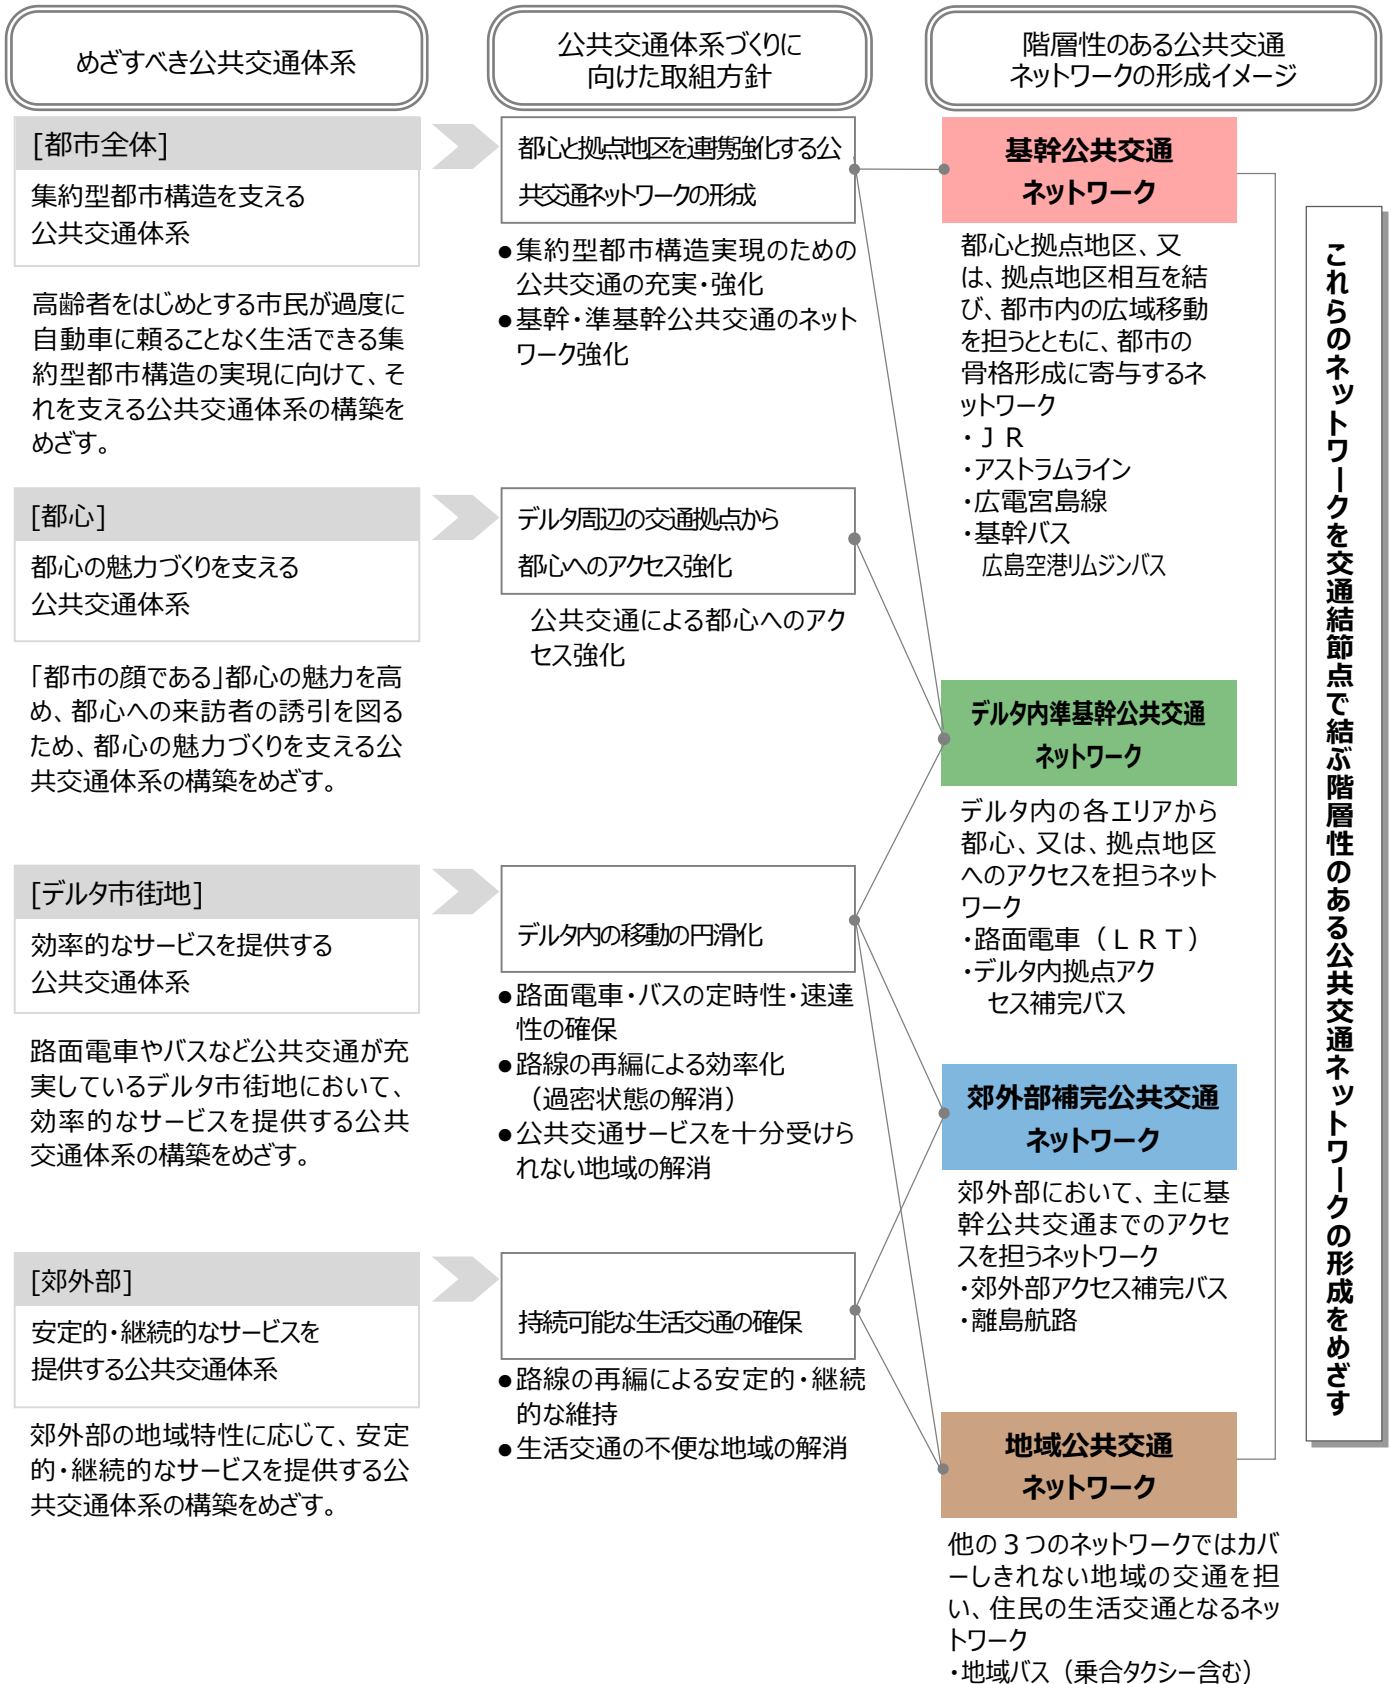 めざすべき公共交通体系
公共交通体系づくりに
向けた取組方針
階層性のある公共交通
ネットワークの形成イメージ
[都市全体]
集約型都市構造を支える
公共交通体系
高齢者をはじめとする市民が過度に
自動車に頼ることなく生活できる集
約型都市構造の実現に向けて、そ
れを支える公共交通体系の構築を
めざす。
都心と拠点地区を連携強化する公
共交通ネットワークの形成
●集約型都市構造実現のための
公共交通の充実・強化
●基幹・準基幹公共交通のネット
ワーク強化
基幹公共交通
ネットワーク
都心と拠点地区、又
は、拠点地区相互を結
び、都市内の広域移動
を担うとともに、都市の
骨格形成に寄与するネ
ットワーク
・ＪＲ
・アストラムライン
・広電宮島線
・基幹バス
広島空港リムジンバス
[都心]
都心の魅力づくりを支える
公共交通体系
「都市の顔である」都心の魅力を高
め、都心への来訪者の誘引を図る
ため、都心の魅力づくりを支える公
共交通体系の構築をめざす。
デルタ周辺の交通拠点から
都心へのアクセス強化
公共交通による都心へのアク
セス強化
デルタ内準基幹公共交通
ネットワーク
デルタ内の各エリアから
都心、又は、拠点地区
へのアクセスを担うネット
ワーク
・路面電車（ＬＲＴ）
・デルタ内拠点アク
セス補完バス
[デルタ市街地]
効率的なサービスを提供する
公共交通体系
路面電車やバスなど公共交通が充
実しているデルタ市街地において、
効率的なサービスを提供する公共
交通体系の構築をめざす。
デルタ内の移動の円滑化
●路面電車・バスの定時性・速達
性の確保
●路線の再編による効率化
（過密状態の解消）
●公共交通サービスを十分受けら
れない地域の解消
郊外部補完公共交通
ネットワーク
郊外部において、主に基
幹公共交通までのアクセ
スを担うネットワーク
・郊外部アクセス補完バス
・離島航路
[郊外部]
安定的・継続的なサービスを
提供する公共交通体系
郊外部の地域特性に応じて、安定
的・継続的なサービスを提供する公
共交通体系の構築をめざす。
持続可能な生活交通の確保
●路線の再編による安定的・継続
的な維持
●生活交通の不便な地域の解消
地域公共交通
ネットワーク
他の３つのネットワークではカバ
ーしきれない地域の交通を担
い、住民の生活交通となるネッ
トワーク
・地域バス（乗合タクシー含む）
これらのネットワークを交通結節点で結ぶ階層性のある公共交通ネットワークの形成をめざす